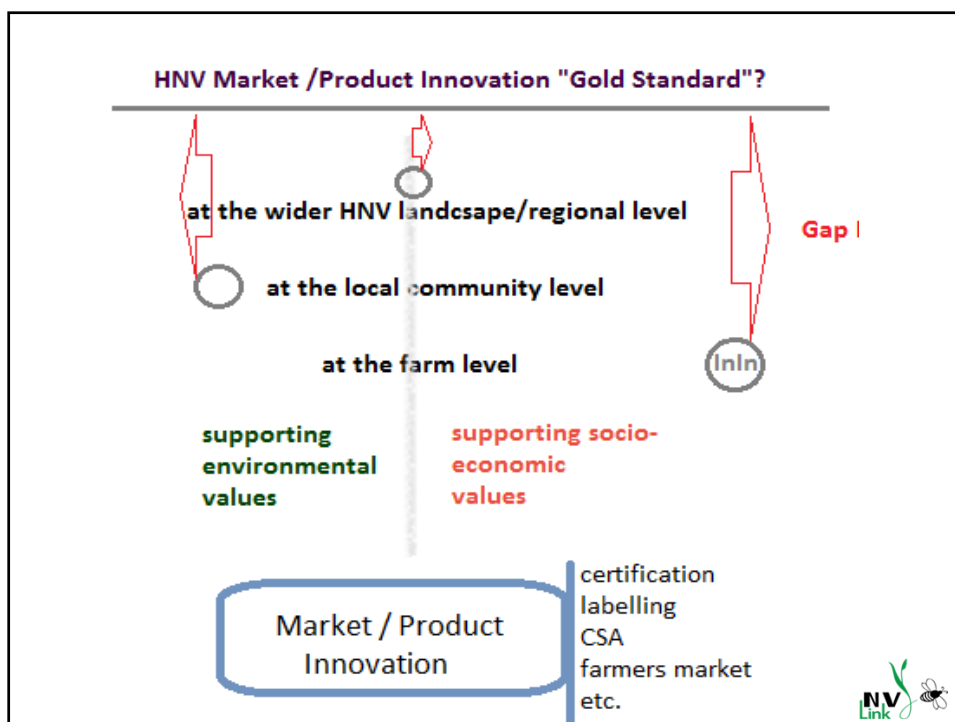 HNV Market /Product Innovation "Gold Standard"?
at the wider HNV landcsape/regional level
Gap
at the local community level
at the farm level
InIn
supporting
environmental
values
supporting socio-
economic
values
Market / Product
Innovation
certification
labelling
CSA
farmers market
etc.
NV
Link